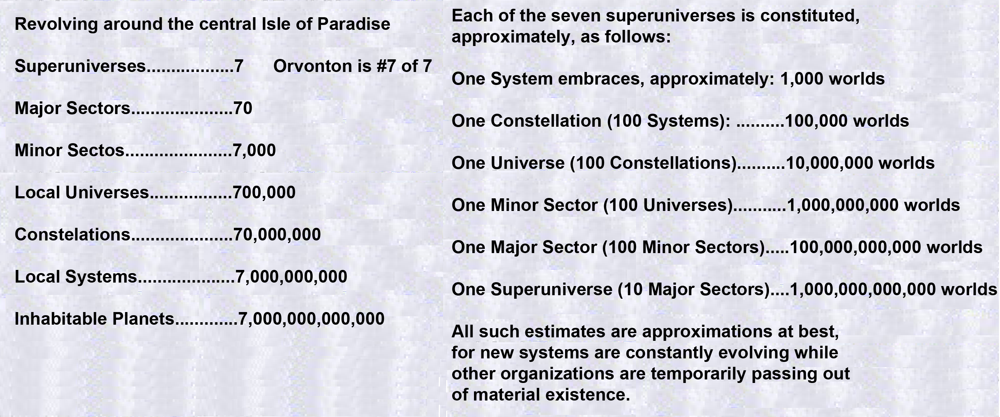 Revolving around the central Isle of Paradise
Superuniverses..................7 Orvonton is #7 of 7
Major Sectors.....................70
Minor Sectos......................7,000
Local Universes.................700,000
Constelations.....................70,000,000
Local Systems....................7,000,000,000
Inhabitable Planets.............7,000,000,000,000
Each of the seven superuniverses is constituted,
approximately, as follows:
One System embraces, approximately: 1,000 worlds
One Constellation (100 Systems): ..........100,000 worlds
One Universe (100 Constellations)..........10,000,000 worlds
One Minor Sector (100 Universes)...........1,000,000,000 worlds
One Major Sector (100 Minor Sectors).....100,000,000,000 worlds
One Superuniverse (10 Major Sectors)....1,000,000,000,000 worlds
All such estimates are approximations at best,
for new systems are constantly evolving while
other organizations are temporarily passing out
of material existence.